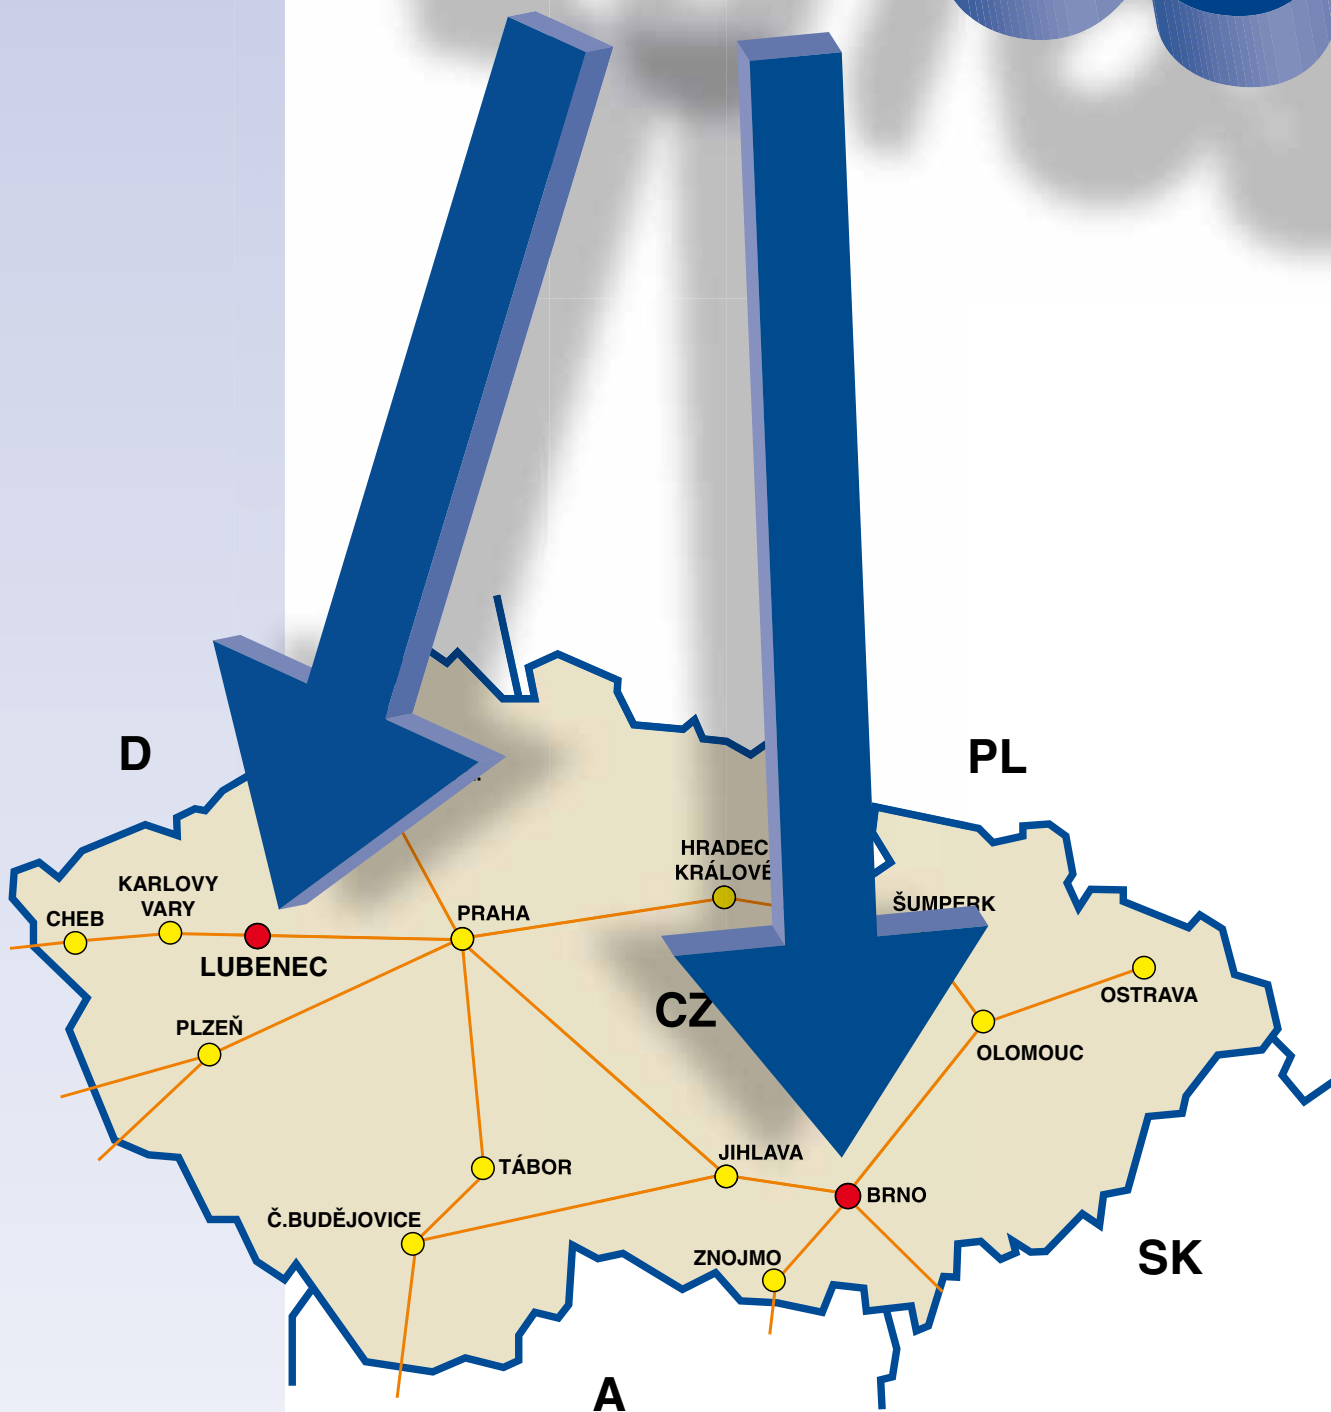 D
PL
HRADEC
KRÁLOVÉ
KARLOVY
VARY
ŠUMPERK
CHEB
PRAHA
LUBENEC
OSTRAVA
CZ
PLZEŇ
OLOMOUC
JIHLAVA
TÁBOR
BRNO
Č.BUDĚJOVICE
ZNOJMO
SK
A